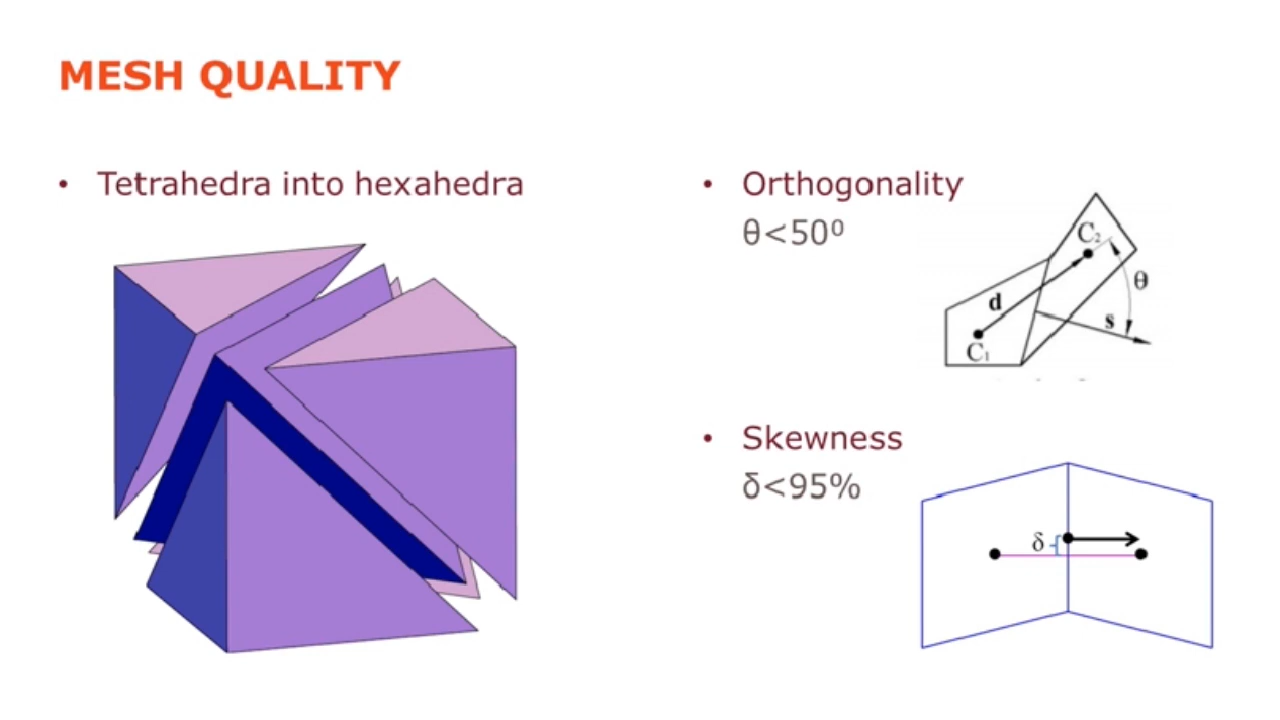 MESH QUALITY
• Tetrahedra into hexahedra
• Orthogonality
θ<50⁰
C₂
θ
d
s̄
C₁
• Skewness
δ<95%
δ